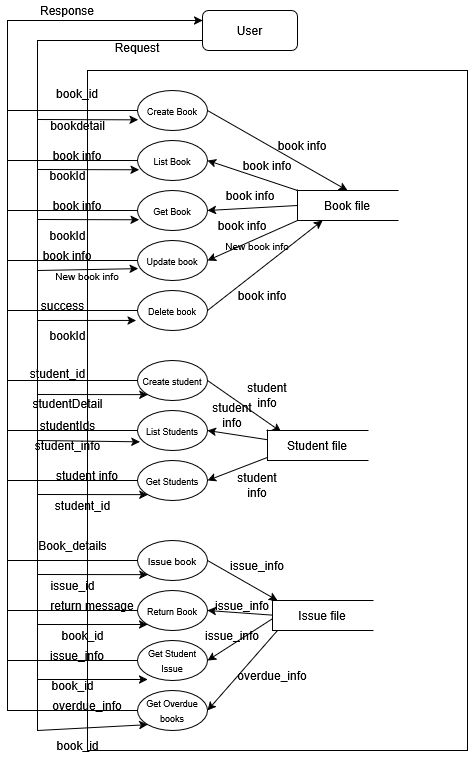 Response
User
Request
book_id
Create Book
bookdetail
book info
book info
List Book
book info
bookId
book info
book info
Get Book
Book file
bookId
book info
New book info
book info
Update book
New book info
book info
success
Delete book
bookId
student_id
Create student
student
info
studentDetail
studentIds
List Students
student
info
student_info
Student file
student info
Get Students
student
info
student_id
Book_details
Issue book
issue_info
issue_id
return message
Return Book
issue_info
Issue file
book_id
issue_info
issue_info
Get Student
Issue
book_id
overdue_info
overdue_info
Get Overdue
books
book_id